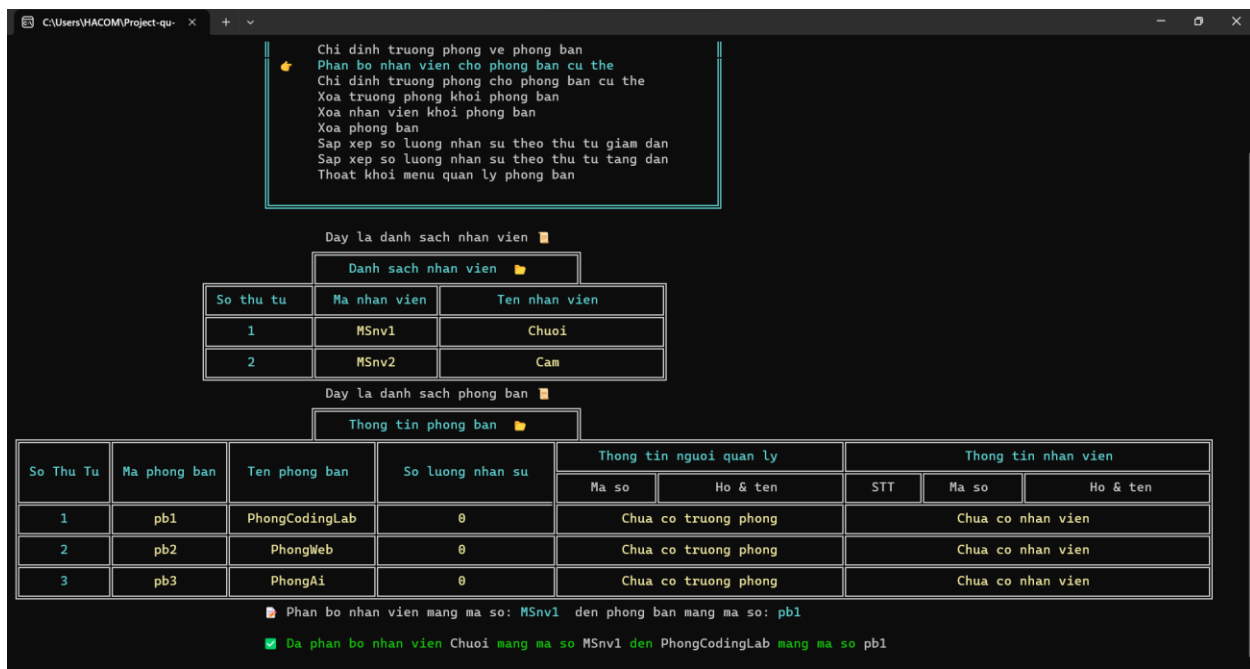 C:\Users\HACOM\Project-qu-
Chi dinh truong phong ve phong ban
Phan bo nhan vien cho phong ban cu the
Chi dinh truong phong cho phong ban cu the
Xoa truong phong khoi phong ban
Xoa nhan vien khoi phong ban
Xoa phong ban
Sap xep so luong nhan su theo thu tu giam dan
Sap xep so luong nhan su theo thu tu tang dan
Thoat khoi menu quan ly phong ban
Day la danh sach nhan vien
Danh sach nhan vien
So thu tu Ma nhan vien Ten nhan vien
1 MSnv1 Chuoi
2 MSnv2 Cam
Day la danh sach phong ban
Thong tin phong ban
So Thu Tu Ma phong ban Ten phong ban So luong nhan su Thong tin nguoi quan ly Thong tin nhan vien
Ma so Ho & ten STT Ma so Ho & ten
1 pb1 PhongCodingLab 0 Chua co truong phong Chua co nhan vien
2 pb2 PhongWeb 0 Chua co truong phong Chua co nhan vien
3 pb3 PhongAi 0 Chua co truong phong Chua co nhan vien
Phan bo nhan vien mang ma so: MSnv1 den phong ban mang ma so: pb1
Da phan bo nhan vien Chuoi mang ma so MSnv1 den PhongCodingLab mang ma so pb1